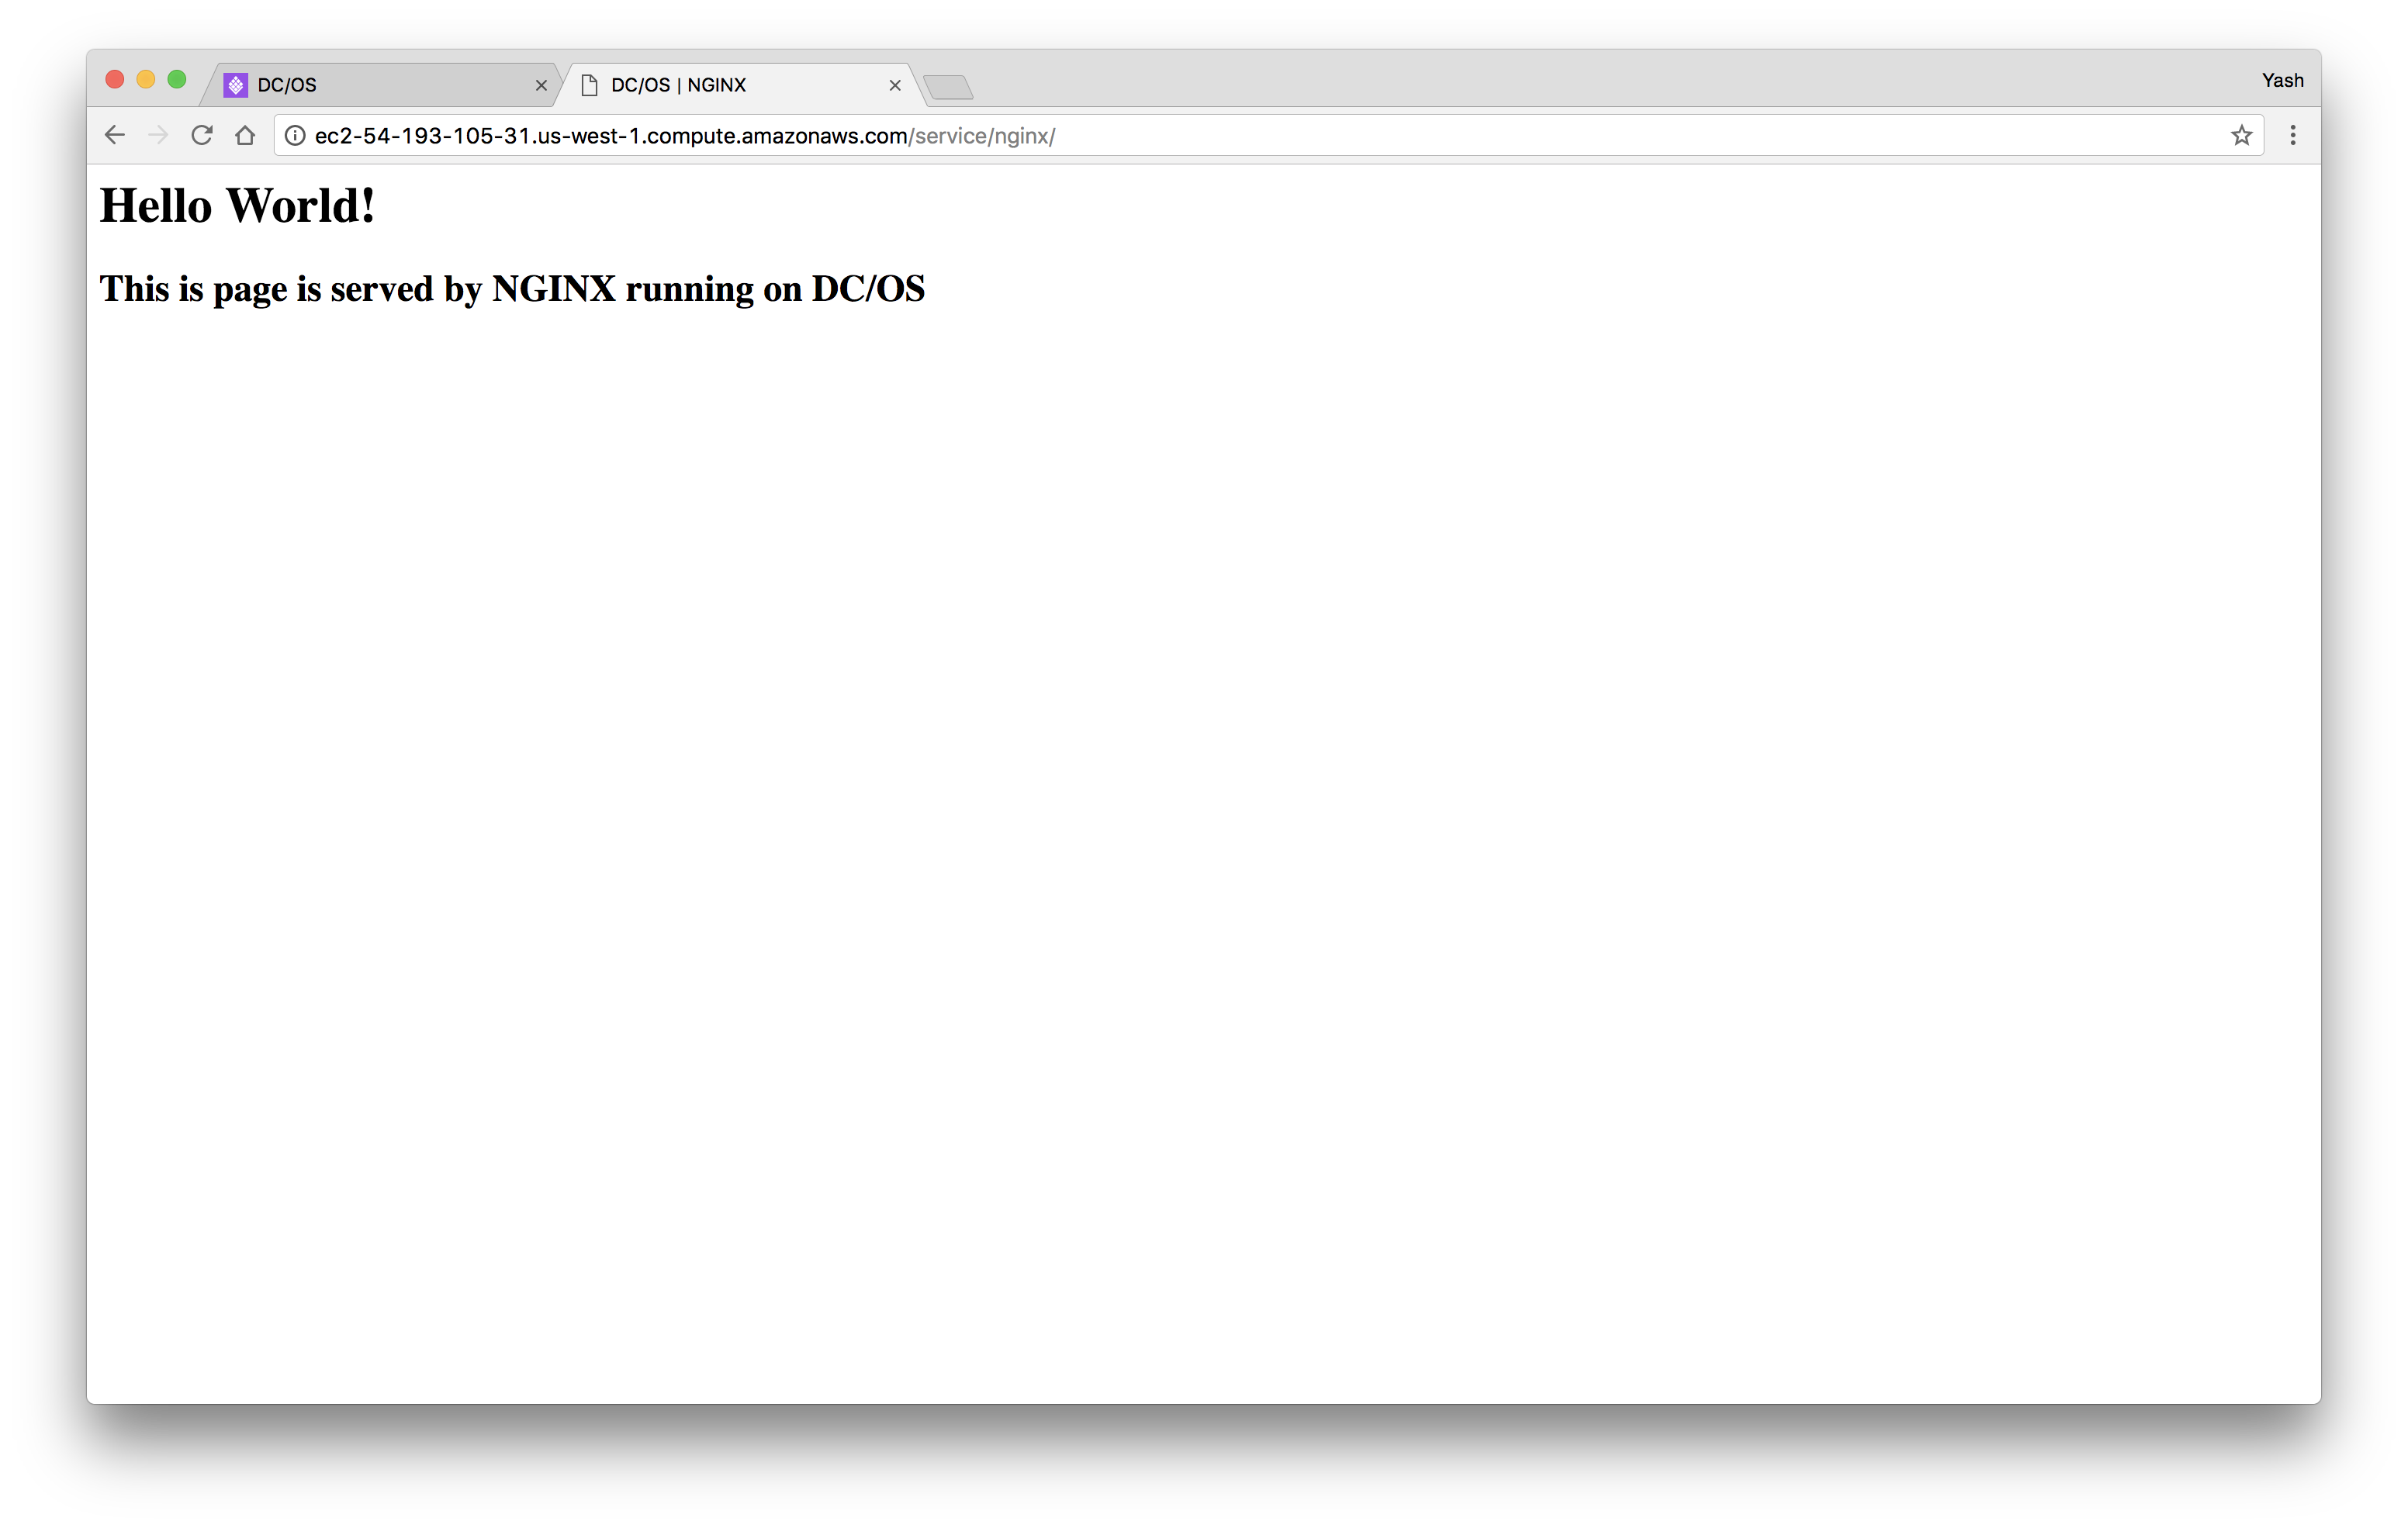 DC/OS
DC/OS | NGINX
Yash
ec2-54-193-105-31.us-west-1.compute.amazonaws.com/service/nginx/
Hello World!
This is page is served by NGINX running on DC/OS